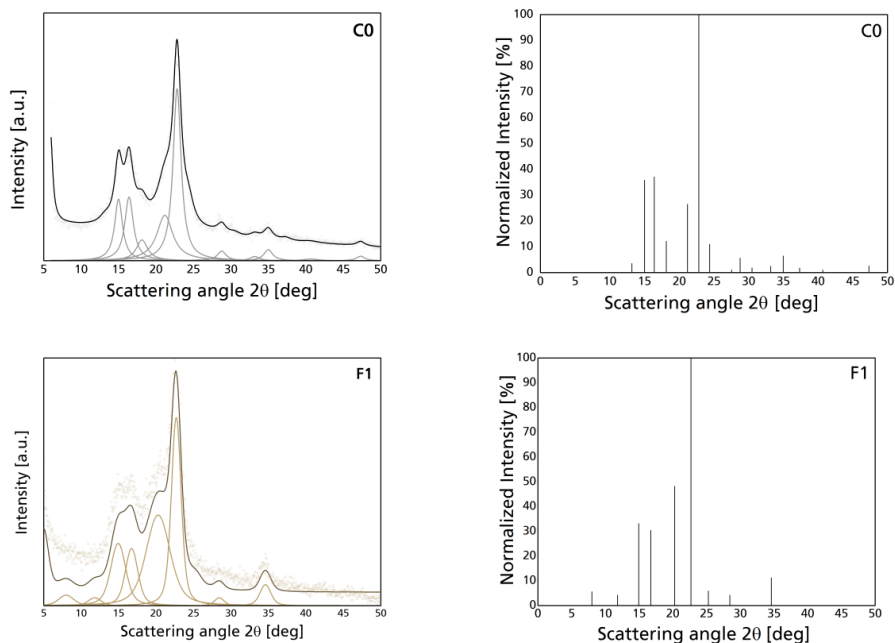 C0
Intensity [a.u.]
5 10 15 20 25 30 35 40 45 50
Scattering angle 2θ [deg]
C0
Normalized Intensity [%]
100
90
80
70
60
50
40
30
20
10
0
0 5 10 15 20 25 30 35 40 45 50
Scattering angle 2θ [deg]
F1
Intensity [a.u.]
5 10 15 20 25 30 35 40 45 50
Scattering angle 2θ [deg]
F1
Normalized Intensity [%]
100
90
80
70
60
50
40
30
20
10
0
0 5 10 15 20 25 30 35 40 45 50
Scattering angle 2θ [deg]